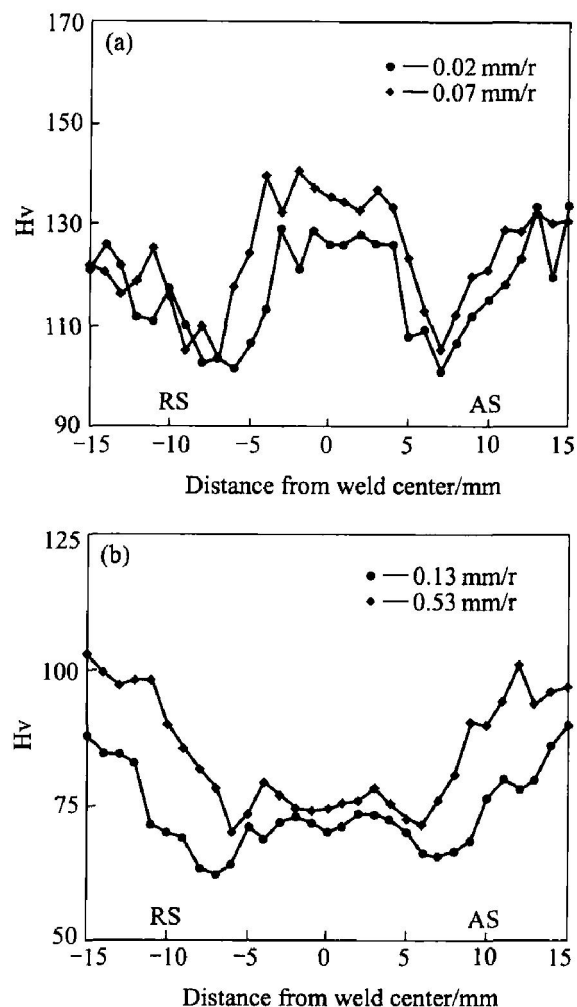 (a)
0.02 mm/r
0.07 mm/r
170
150
130
110
90
Hv
RS
AS
−15 −10 −5 0 5 10 15
Distance from weld center/mm
(b)
0.13 mm/r
0.53 mm/r
125
100
75
50
Hv
RS
AS
−15 −10 −5 0 5 10 15
Distance from weld center/mm